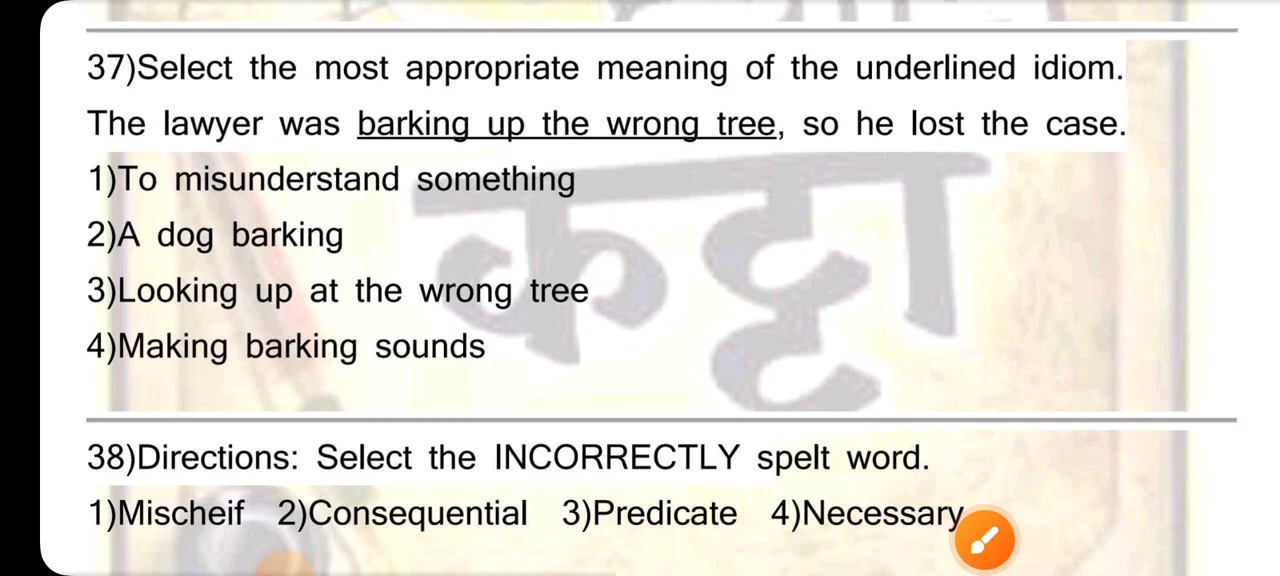 37)Select the most appropriate meaning of the underlined idiom.
The lawyer was barking up the wrong tree, so he lost the case.
1)To misunderstand something
2)A dog barking
3)Looking up at the wrong tree
4)Making barking sounds
कट्टा
38)Directions: Select the INCORRECTLY spelt word.
1)Mischeif 2)Consequential 3)Predicate 4)Necessary